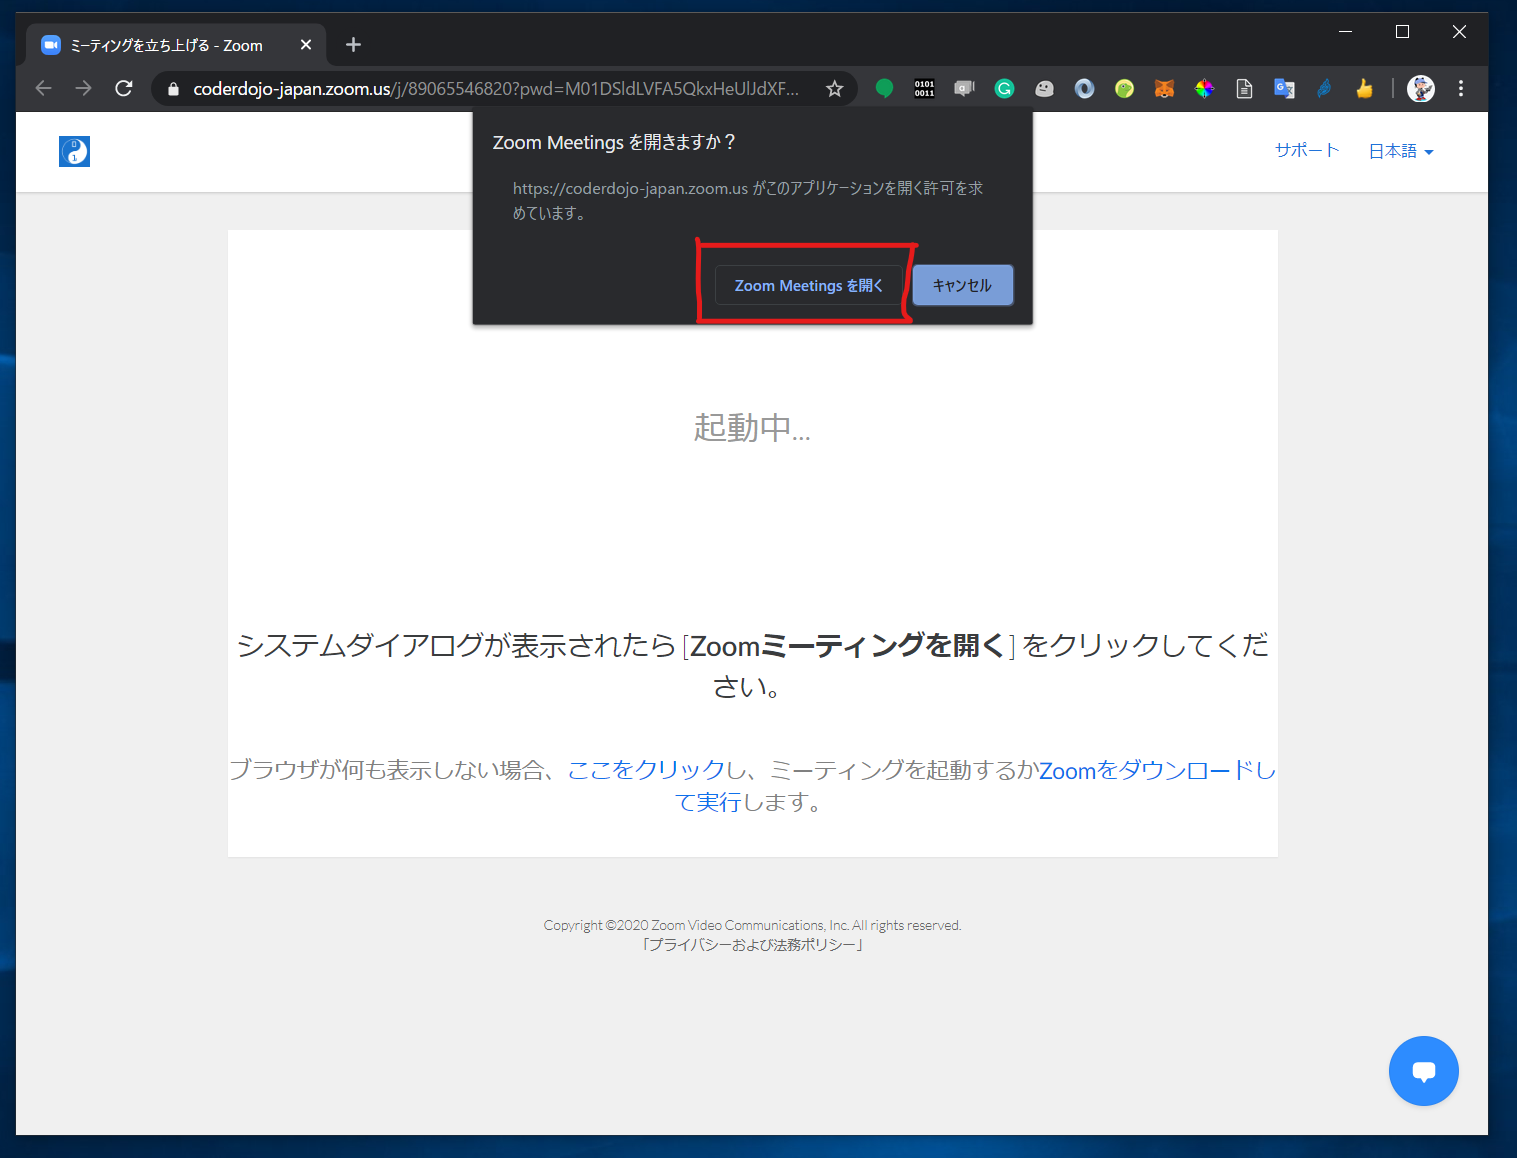 ミーティングを立ち上げる - Zoom
coderdojo-japan.zoom.us/j/89065546820?pwd=M01DSldLVFA5QkxHeUlJdXF...
0101
0011
サポート
日本語
Zoom Meetings を開きますか？
https://coderdojo-japan.zoom.us がこのアプリケーションを開く許可を求
めています。
Zoom Meetings を開く
キャンセル
起動中...
システムダイアログが表示されたら [Zoomミーティングを開く] をクリックしてくだ
さい。
ブラウザが何も表示しない場合、ここをクリックし、ミーティングを起動するかZoomをダウンロードし
て実行します。
Copyright ©2020 Zoom Video Communications, Inc. All rights reserved.
「プライバシーおよび法務ポリシー」